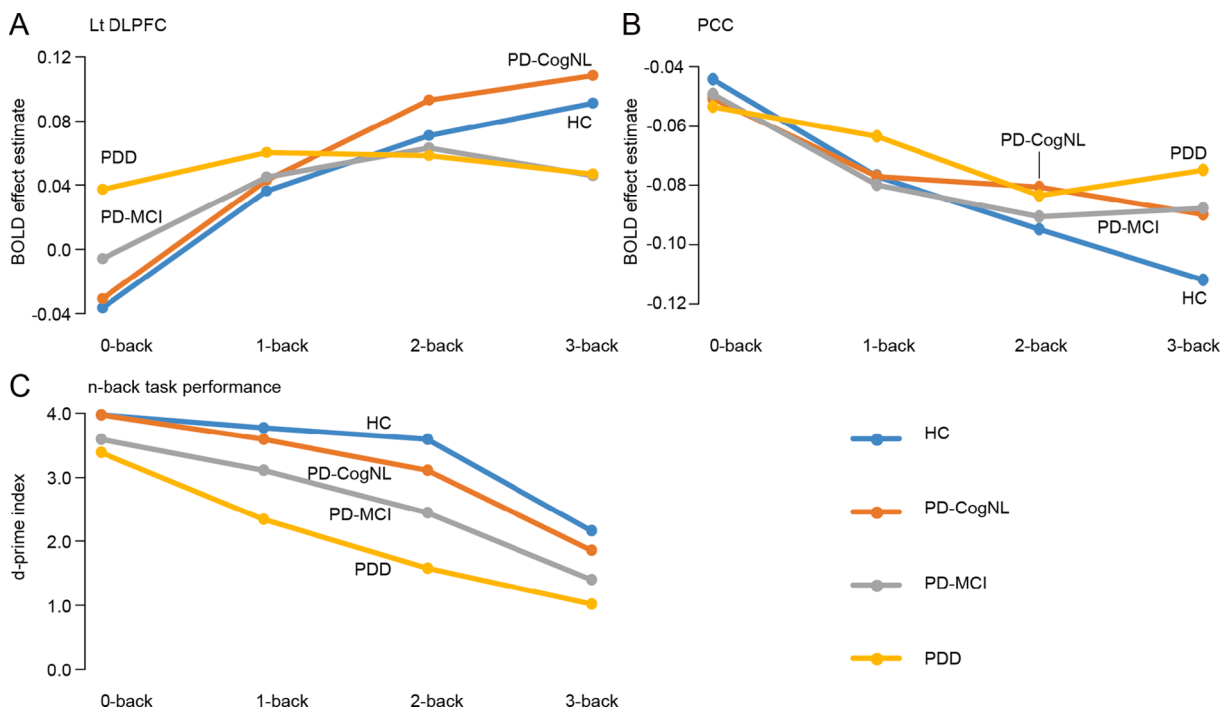 A
Lt DLPFC
BOLD effect estimate
0.12
0.08
0.04
0.0
-0.04
PD-CogNL
HC
PDD
PD-MCI
0-back
1-back
2-back
3-back
B
PCC
BOLD effect estimate
-0.04
-0.06
-0.08
-0.10
-0.12
PD-CogNL
PDD
PD-MCI
HC
0-back
1-back
2-back
3-back
C
n-back task performance
d-prime index
4.0
3.0
2.0
1.0
0.0
HC
PD-CogNL
PD-MCI
PDD
0-back
1-back
2-back
3-back
HC
PD-CogNL
PD-MCI
PDD